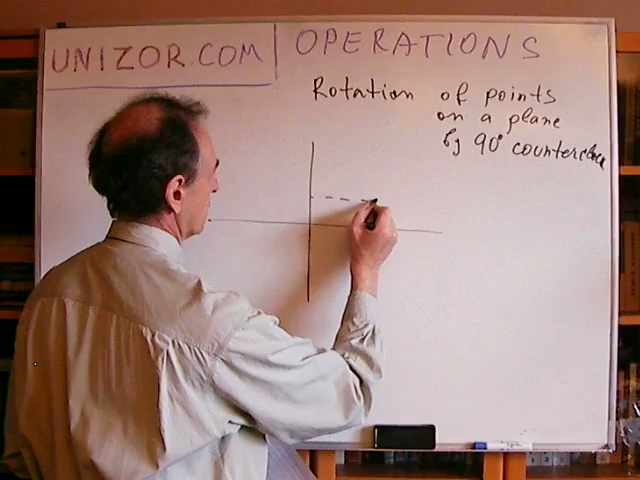 UNIZOR.COM
OPERATIONS
Rotation of points
on a plane
by 90°